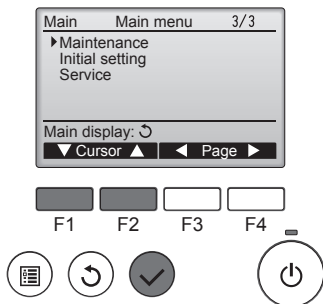 Main Main menu 3/3
Maintenance
Initial setting
Service
Main display:
Cursor Page
F1 F2 F3 F4